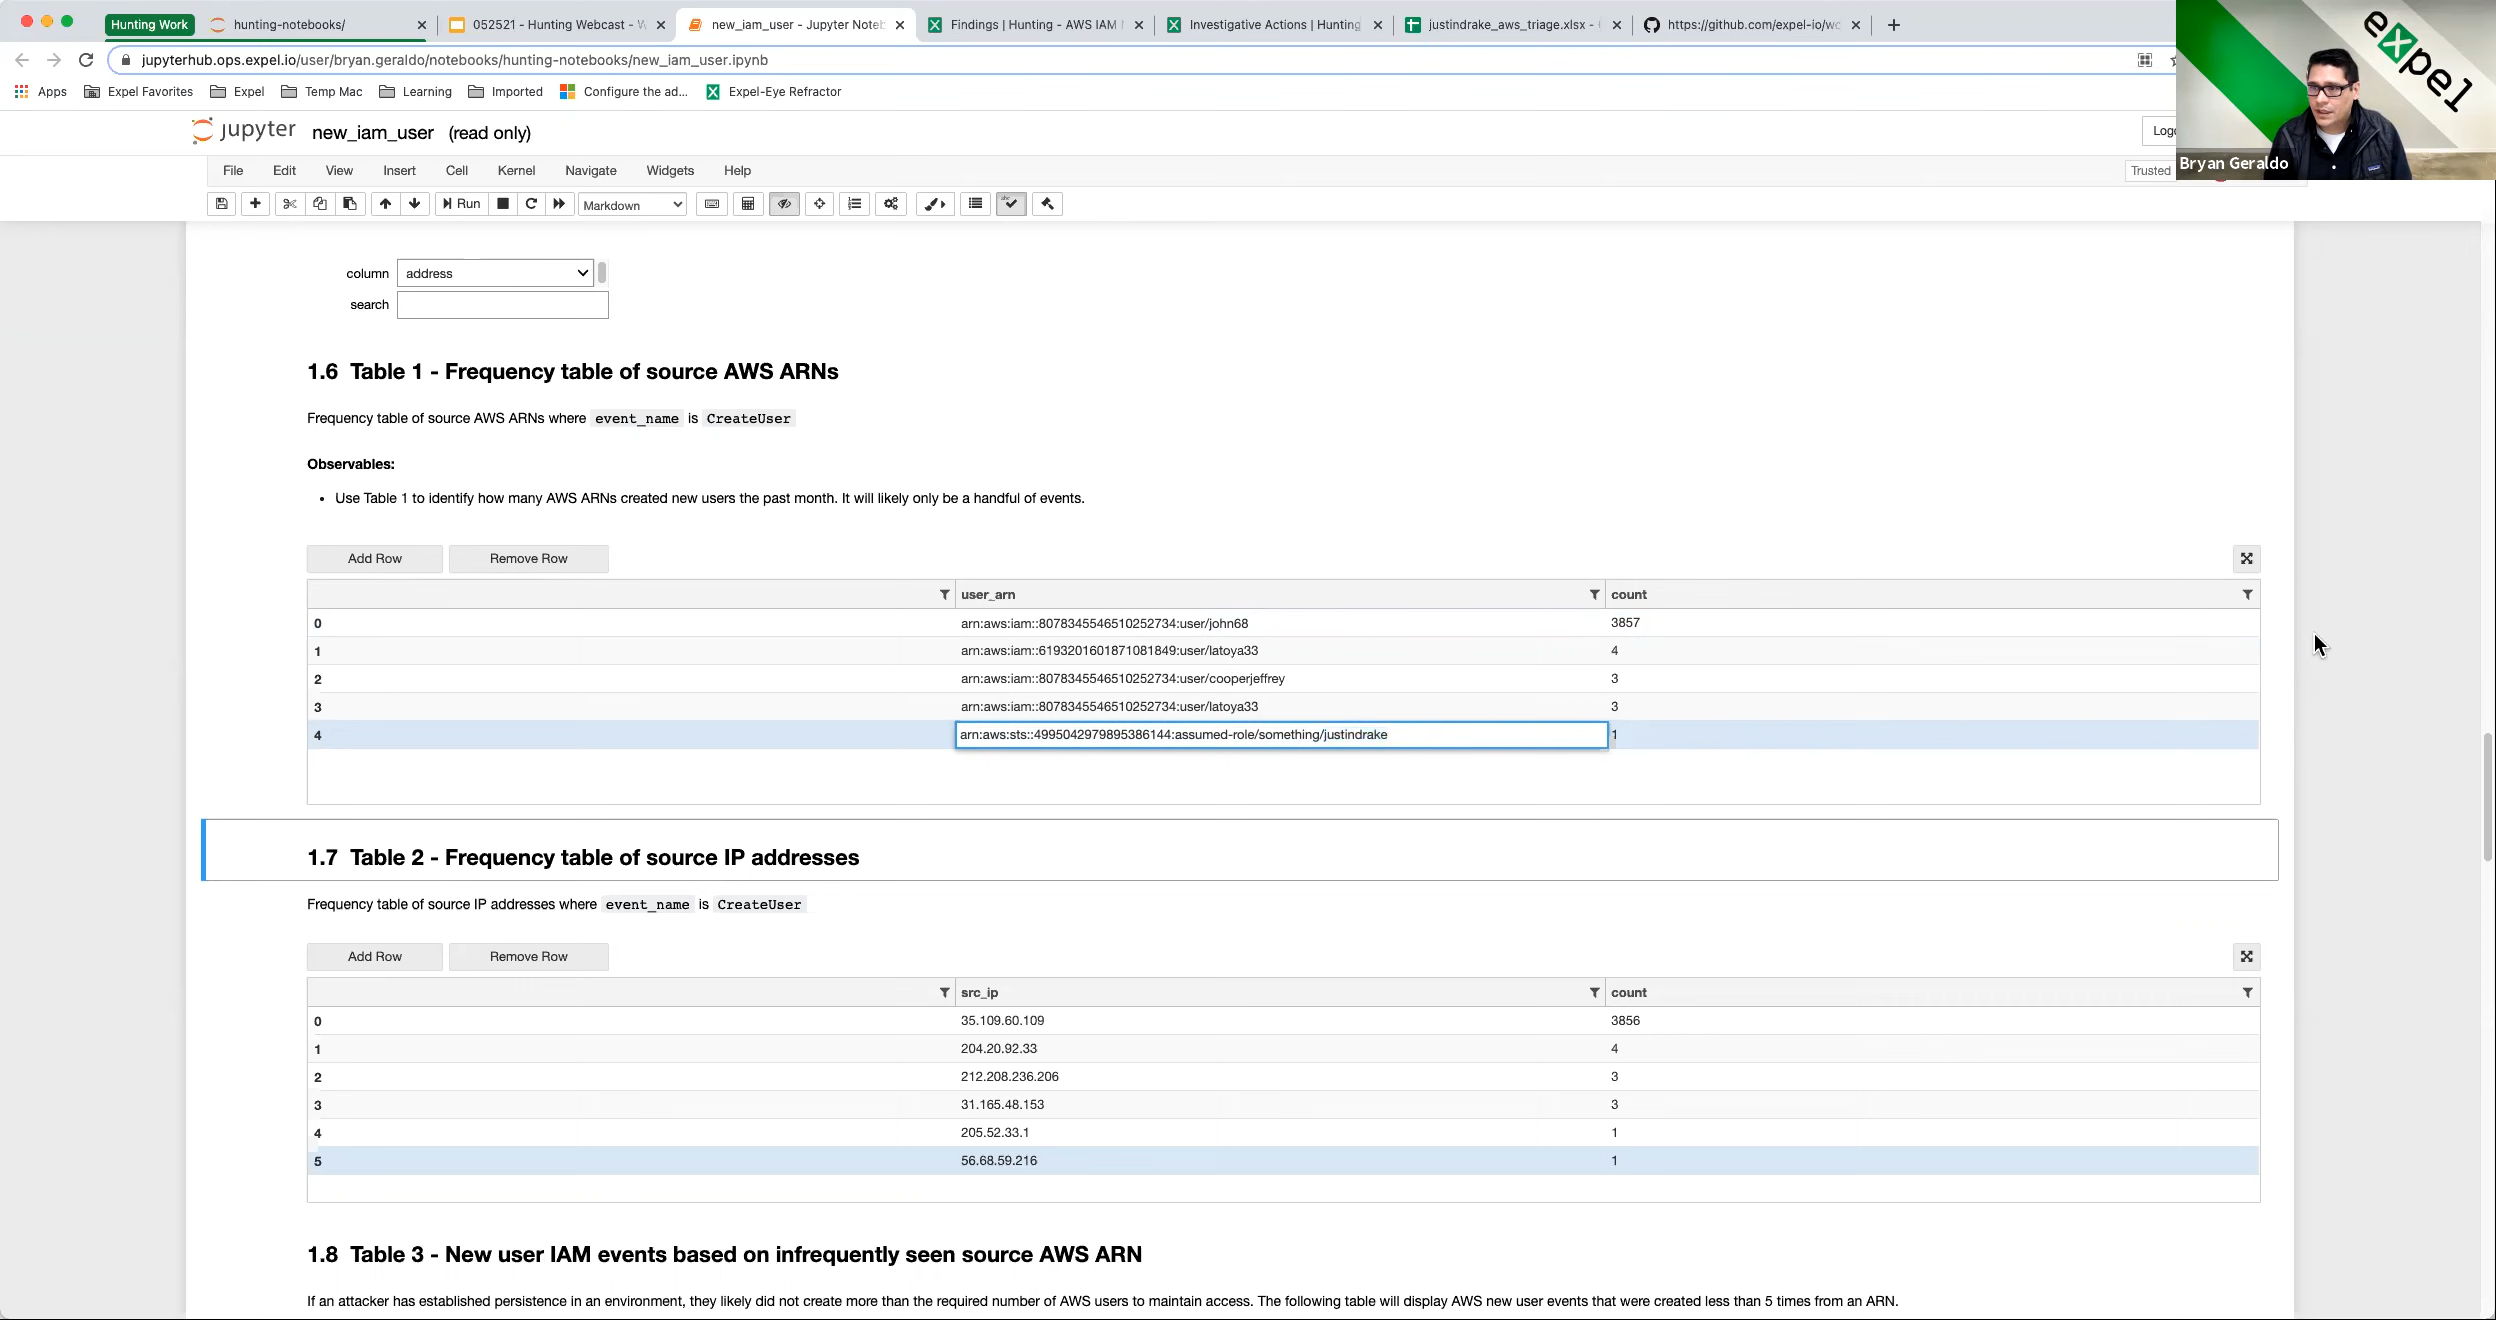 Hunting Work
hunting-notebooks/
052521 - Hunting Webcast - W
new_iam_user - Jupyter Noteb
Findings | Hunting - AWS IAM
Investigative Actions | Hunting
justindrake_aws_triage.xlsx -
https://github.com/expel-io/wo
jupyterhub.ops.expel.io/user/bryan.geraldo/notebooks/hunting-notebooks/new_iam_user.ipynb
Apps
Expel Favorites
Expel
Temp Mac
Learning
Imported
Configure the ad...
Expel-Eye Refractor
expel
Bryan Geraldo
jupyter new_iam_user (read only)
Logo
File Edit View Insert Cell Kernel Navigate Widgets Help
Trusted
Run
Markdown
column address
search
1.6 Table 1 - Frequency table of source AWS ARNs
Frequency table of source AWS ARNs where event_name is CreateUser
Observables:
• Use Table 1 to identify how many AWS ARNs created new users the past month. It will likely only be a handful of events.
Add Row Remove Row
user_arn count
0 arn:aws:iam::8078345546510252734:user/john68 3857
1 arn:aws:iam::6193201601871081849:user/latoya33 4
2 arn:aws:iam::8078345546510252734:user/cooperjeffrey 3
3 arn:aws:iam::8078345546510252734:user/latoya33 3
4 arn:aws:sts::4995042979895386144:assumed-role/something/justindrake 1
1.7 Table 2 - Frequency table of source IP addresses
Frequency table of source IP addresses where event_name is CreateUser
Add Row Remove Row
src_ip count
0 35.109.60.109 3856
1 204.20.92.33 4
2 212.208.236.206 3
3 31.165.48.153 3
4 205.52.33.1 1
5 56.68.59.216 1
1.8 Table 3 - New user IAM events based on infrequently seen source AWS ARN
If an attacker has established persistence in an environment, they likely did not create more than the required number of AWS users to maintain access. The following table will display AWS new user events that were created less than 5 times from an ARN.